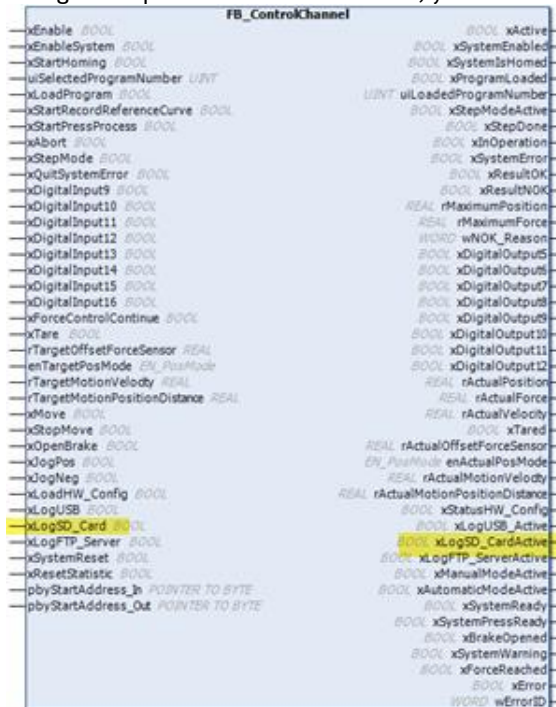 FB_ControlChannel
xEnable BOOL
xEnableSystem BOOL
xStartHoming BOOL
uiSelectedProgramNumber UINT
xLoadProgram BOOL
xStartRecordReferenceCurve BOOL
xStartPressProcess BOOL
xAbort BOOL
xStepMode BOOL
xQuitSystemError BOOL
xDigitalInput9 BOOL
xDigitalInput10 BOOL
xDigitalInput11 BOOL
xDigitalInput12 BOOL
xDigitalInput13 BOOL
xDigitalInput14 BOOL
xDigitalInput15 BOOL
xDigitalInput16 BOOL
xForceControlContinue BOOL
xTare BOOL
rTargetOffsetForceSensor REAL
enTargetPosMode EN_PosMode
rTargetMotionVelocity REAL
rTargetMotionPositionDistance REAL
xMove BOOL
xStopMove BOOL
xOpenBrake BOOL
xJogPos BOOL
xJogNeg BOOL
xLoadHW_Config BOOL
xLogUSB BOOL
xLogSD_Card BOOL
xLogFTP_Server BOOL
xSystemReset BOOL
xResetStatistic BOOL
pbyStartAddress_In POINTER TO BYTE
pbyStartAddress_Out POINTER TO BYTE
BOOL xActive
BOOL xSystemEnabled
BOOL xSystemIsHomed
BOOL xProgramLoaded
UINT uiLoadedProgramNumber
BOOL xStepModeActive
BOOL xStepDone
BOOL xInOperation
BOOL xSystemError
BOOL xResultOK
BOOL xResultNOK
REAL rMaximumPosition
REAL rMaximumForce
WORD wNOK_Reason
BOOL xDigitalOutput5
BOOL xDigitalOutput6
BOOL xDigitalOutput7
BOOL xDigitalOutput8
BOOL xDigitalOutput9
BOOL xDigitalOutput10
BOOL xDigitalOutput11
BOOL xDigitalOutput12
REAL rActualPosition
REAL rActualForce
REAL rActualVelocity
BOOL xTared
REAL rActualOffsetForceSensor
EN_PosMode enActualPosMode
REAL rActualMotionVelocity
REAL rActualMotionPositionDistance
BOOL xStatusHW_Config
BOOL xLogUSB_Active
BOOL xLogSD_CardActive
BOOL xLogFTP_ServerActive
BOOL xManualModeActive
BOOL xAutomaticModeActive
BOOL xSystemReady
BOOL xSystemPressReady
BOOL xBrakeOpened
BOOL xSystemWarning
BOOL xForceReached
BOOL xError
WORD wErrorID